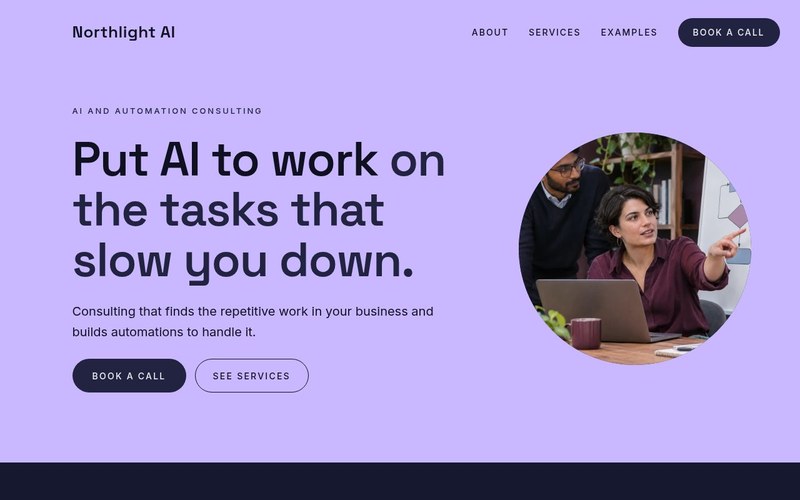 Northlight AI
ABOUT
SERVICES
EXAMPLES
BOOK A CALL
AI AND AUTOMATION CONSULTING
Put AI to work on
the tasks that
slow you down.
Consulting that finds the repetitive work in your business and
builds automations to handle it.
BOOK A CALL
SEE SERVICES